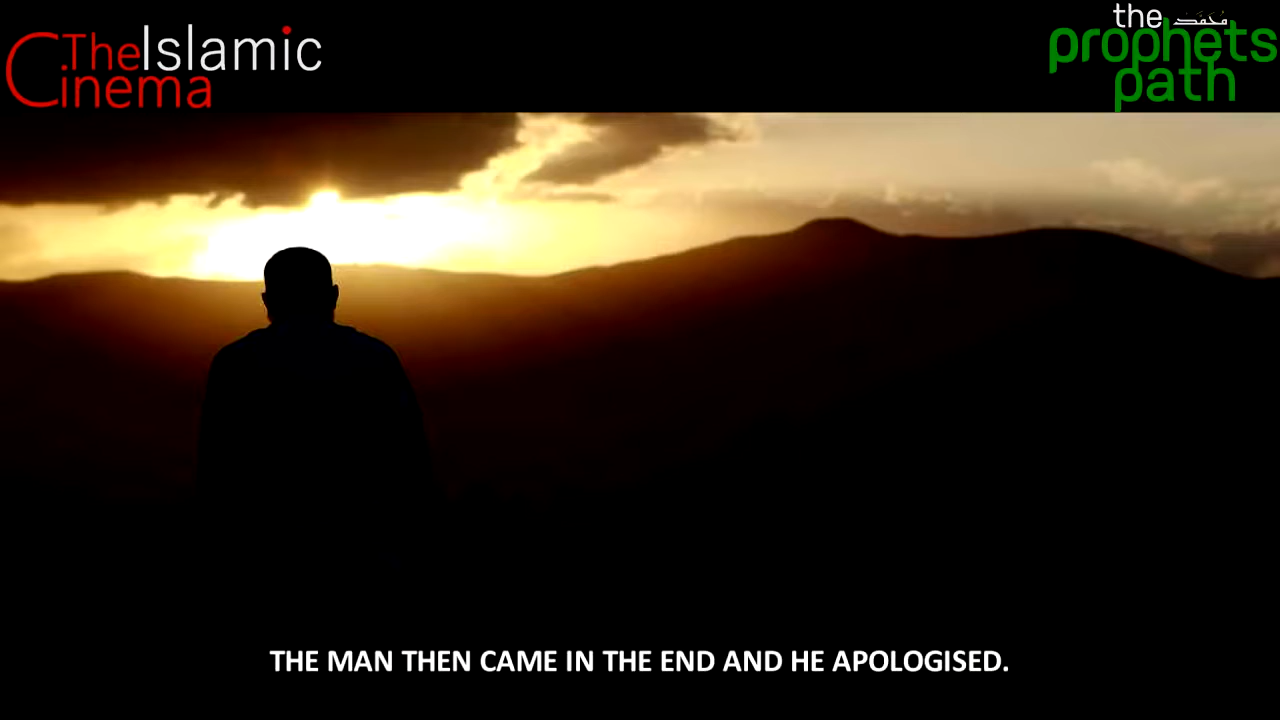 TheIslamic
Cinema
the محمد
prophets
path
THE MAN THEN CAME IN THE END AND HE APOLOGISED.